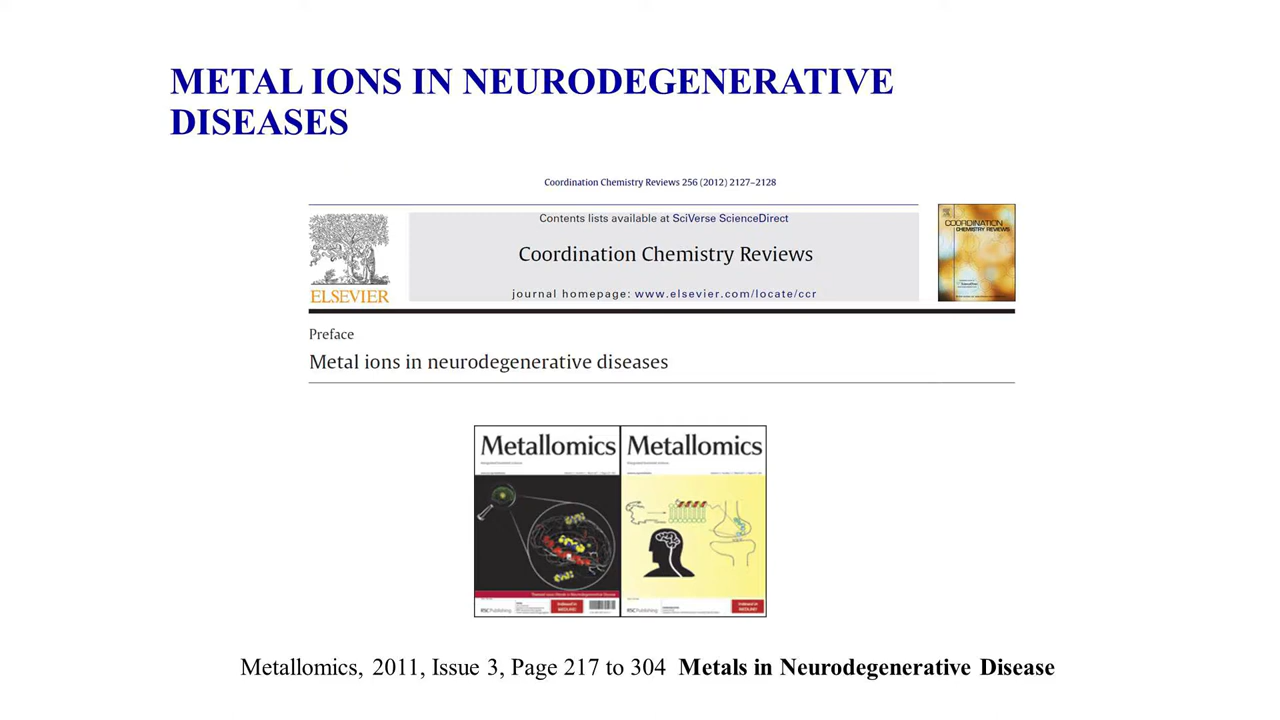 METAL IONS IN NEURODEGENERATIVE
DISEASES
Coordination Chemistry Reviews 256 (2012) 2127–2128
Contents lists available at SciVerse ScienceDirect
Coordination Chemistry Reviews
journal homepage: www.elsevier.com/locate/ccr
ELSEVIER
COORDINATION
CHEMISTRY REVIEWS
Preface
Metal ions in neurodegenerative diseases
Metallomics
Metallomics
RSCPublishing
RSCPublishing
Metallomics, 2011, Issue 3, Page 217 to 304 Metals in Neurodegenerative Disease